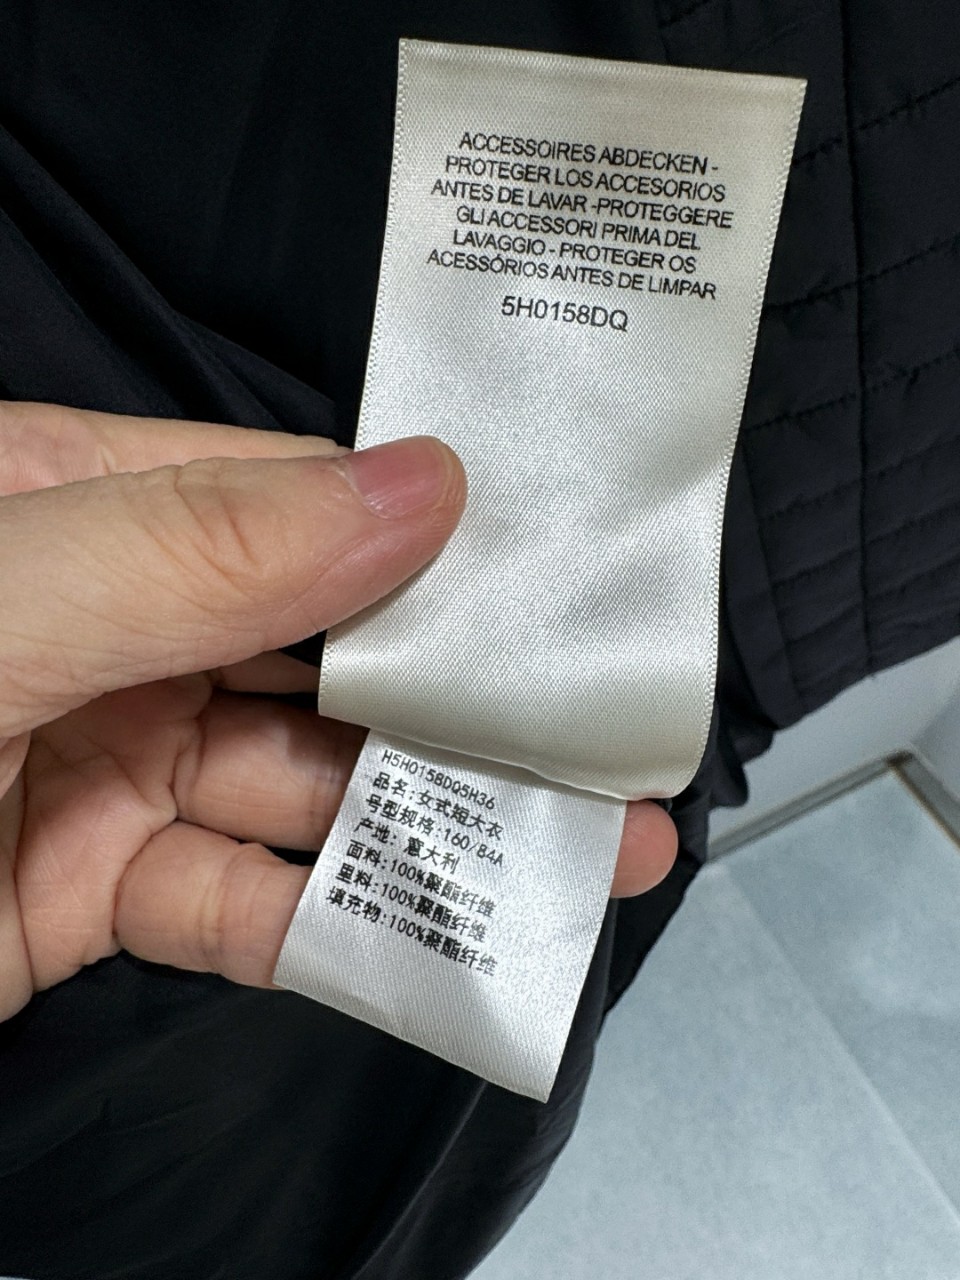 ACCESSOIRES ABDECKEN -
PROTEGER LOS ACCESORIOS
ANTES DE LAVAR -PROTEGGERE
GLI ACCESSORI PRIMA DEL
LAVAGGIO - PROTEGER OS
ACESSÓRIOS ANTES DE LIMPAR
5H0158DQ
H5H0158DQ5H36
品名:女式短大衣
号型规格:160/84A
产地: 意大利
面料:100%聚酯纤维
里料:100%聚酯纤维
填充物:100%聚酯纤维